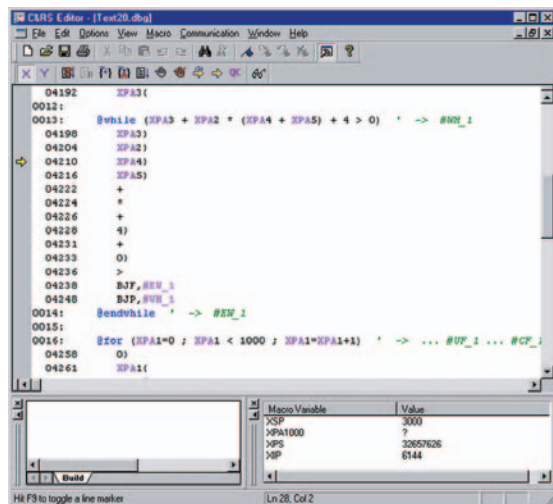 C&RS Editor - [Text20.dbg]
File Edit Options View Macro Communication Window Help
X Y
04192 XPA3(
0012:
0013: @while (XPA3 + XPA2 * (XPA4 + XPA5) + 4 > 0) ' -> #WH_1
04198 XPA3)
04204 XPA2)
04210 XPA4)
04216 XPA5)
04222 +
04224 *
04226 +
04228 4)
04231 +
04233 0)
04236 >
04238 BJF,#EW_1
04248 BJP,#WH_1
0014: @endwhile ' -> #EW_1
0015:
0016: @for (XPA1=0 ; XPA1 < 1000 ; XPA1=XPA1+1) ' -> ... #UF_1 ... #CF_1
04258 0)
04261 XPA1(
Build
Macro Variable Value
XSP 3000
XPA1000 ?
XPS 32657626
XIP 6144
Hit F9 to toggle a line marker
Ln 28, Col 2